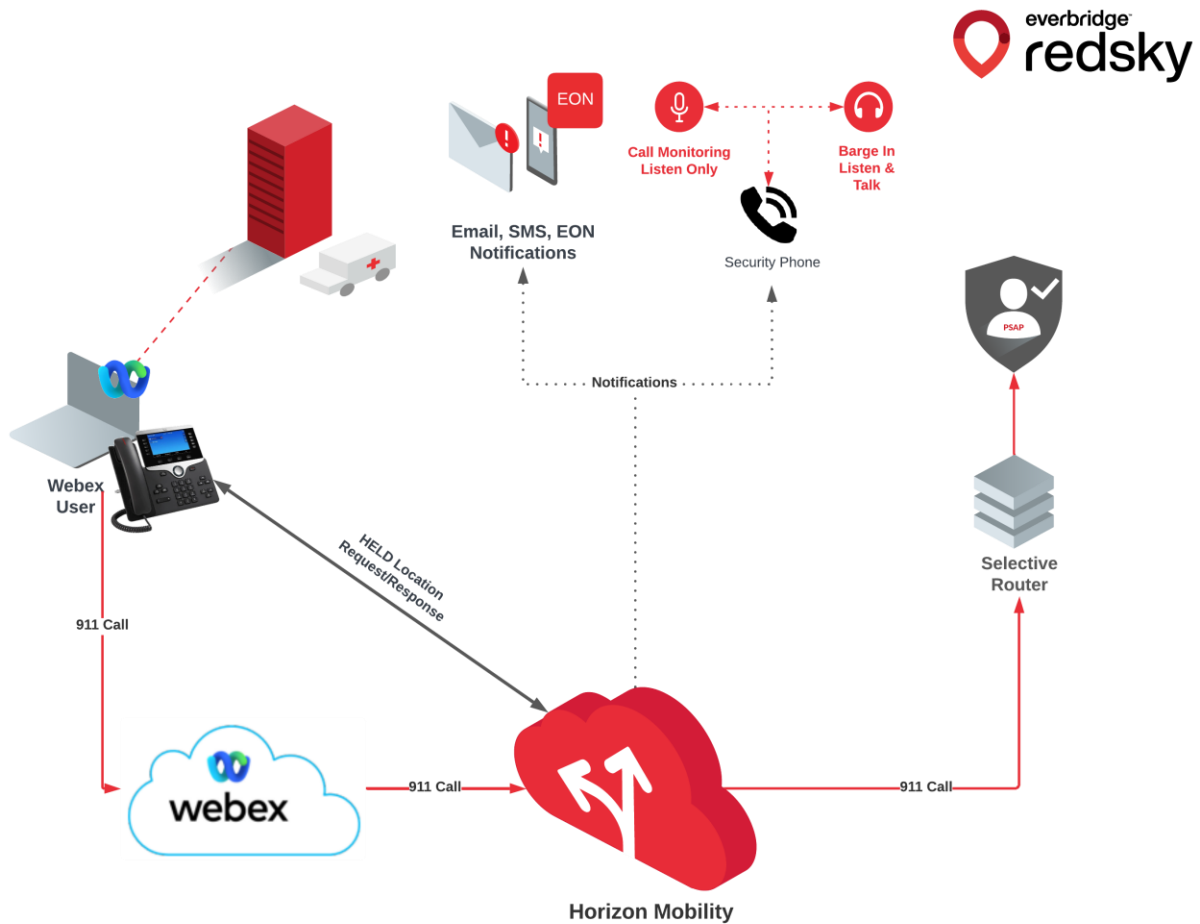 everbridge™
redsky
EON
Call Monitoring
Listen Only
Barge In
Listen &
Talk
Email, SMS, EON
Notifications
Security Phone
PSAP
Notifications
Webex
User
HELD Location
Request/Response
Selective
Router
911 Call
webex
911 Call
911 Call
Horizon Mobility